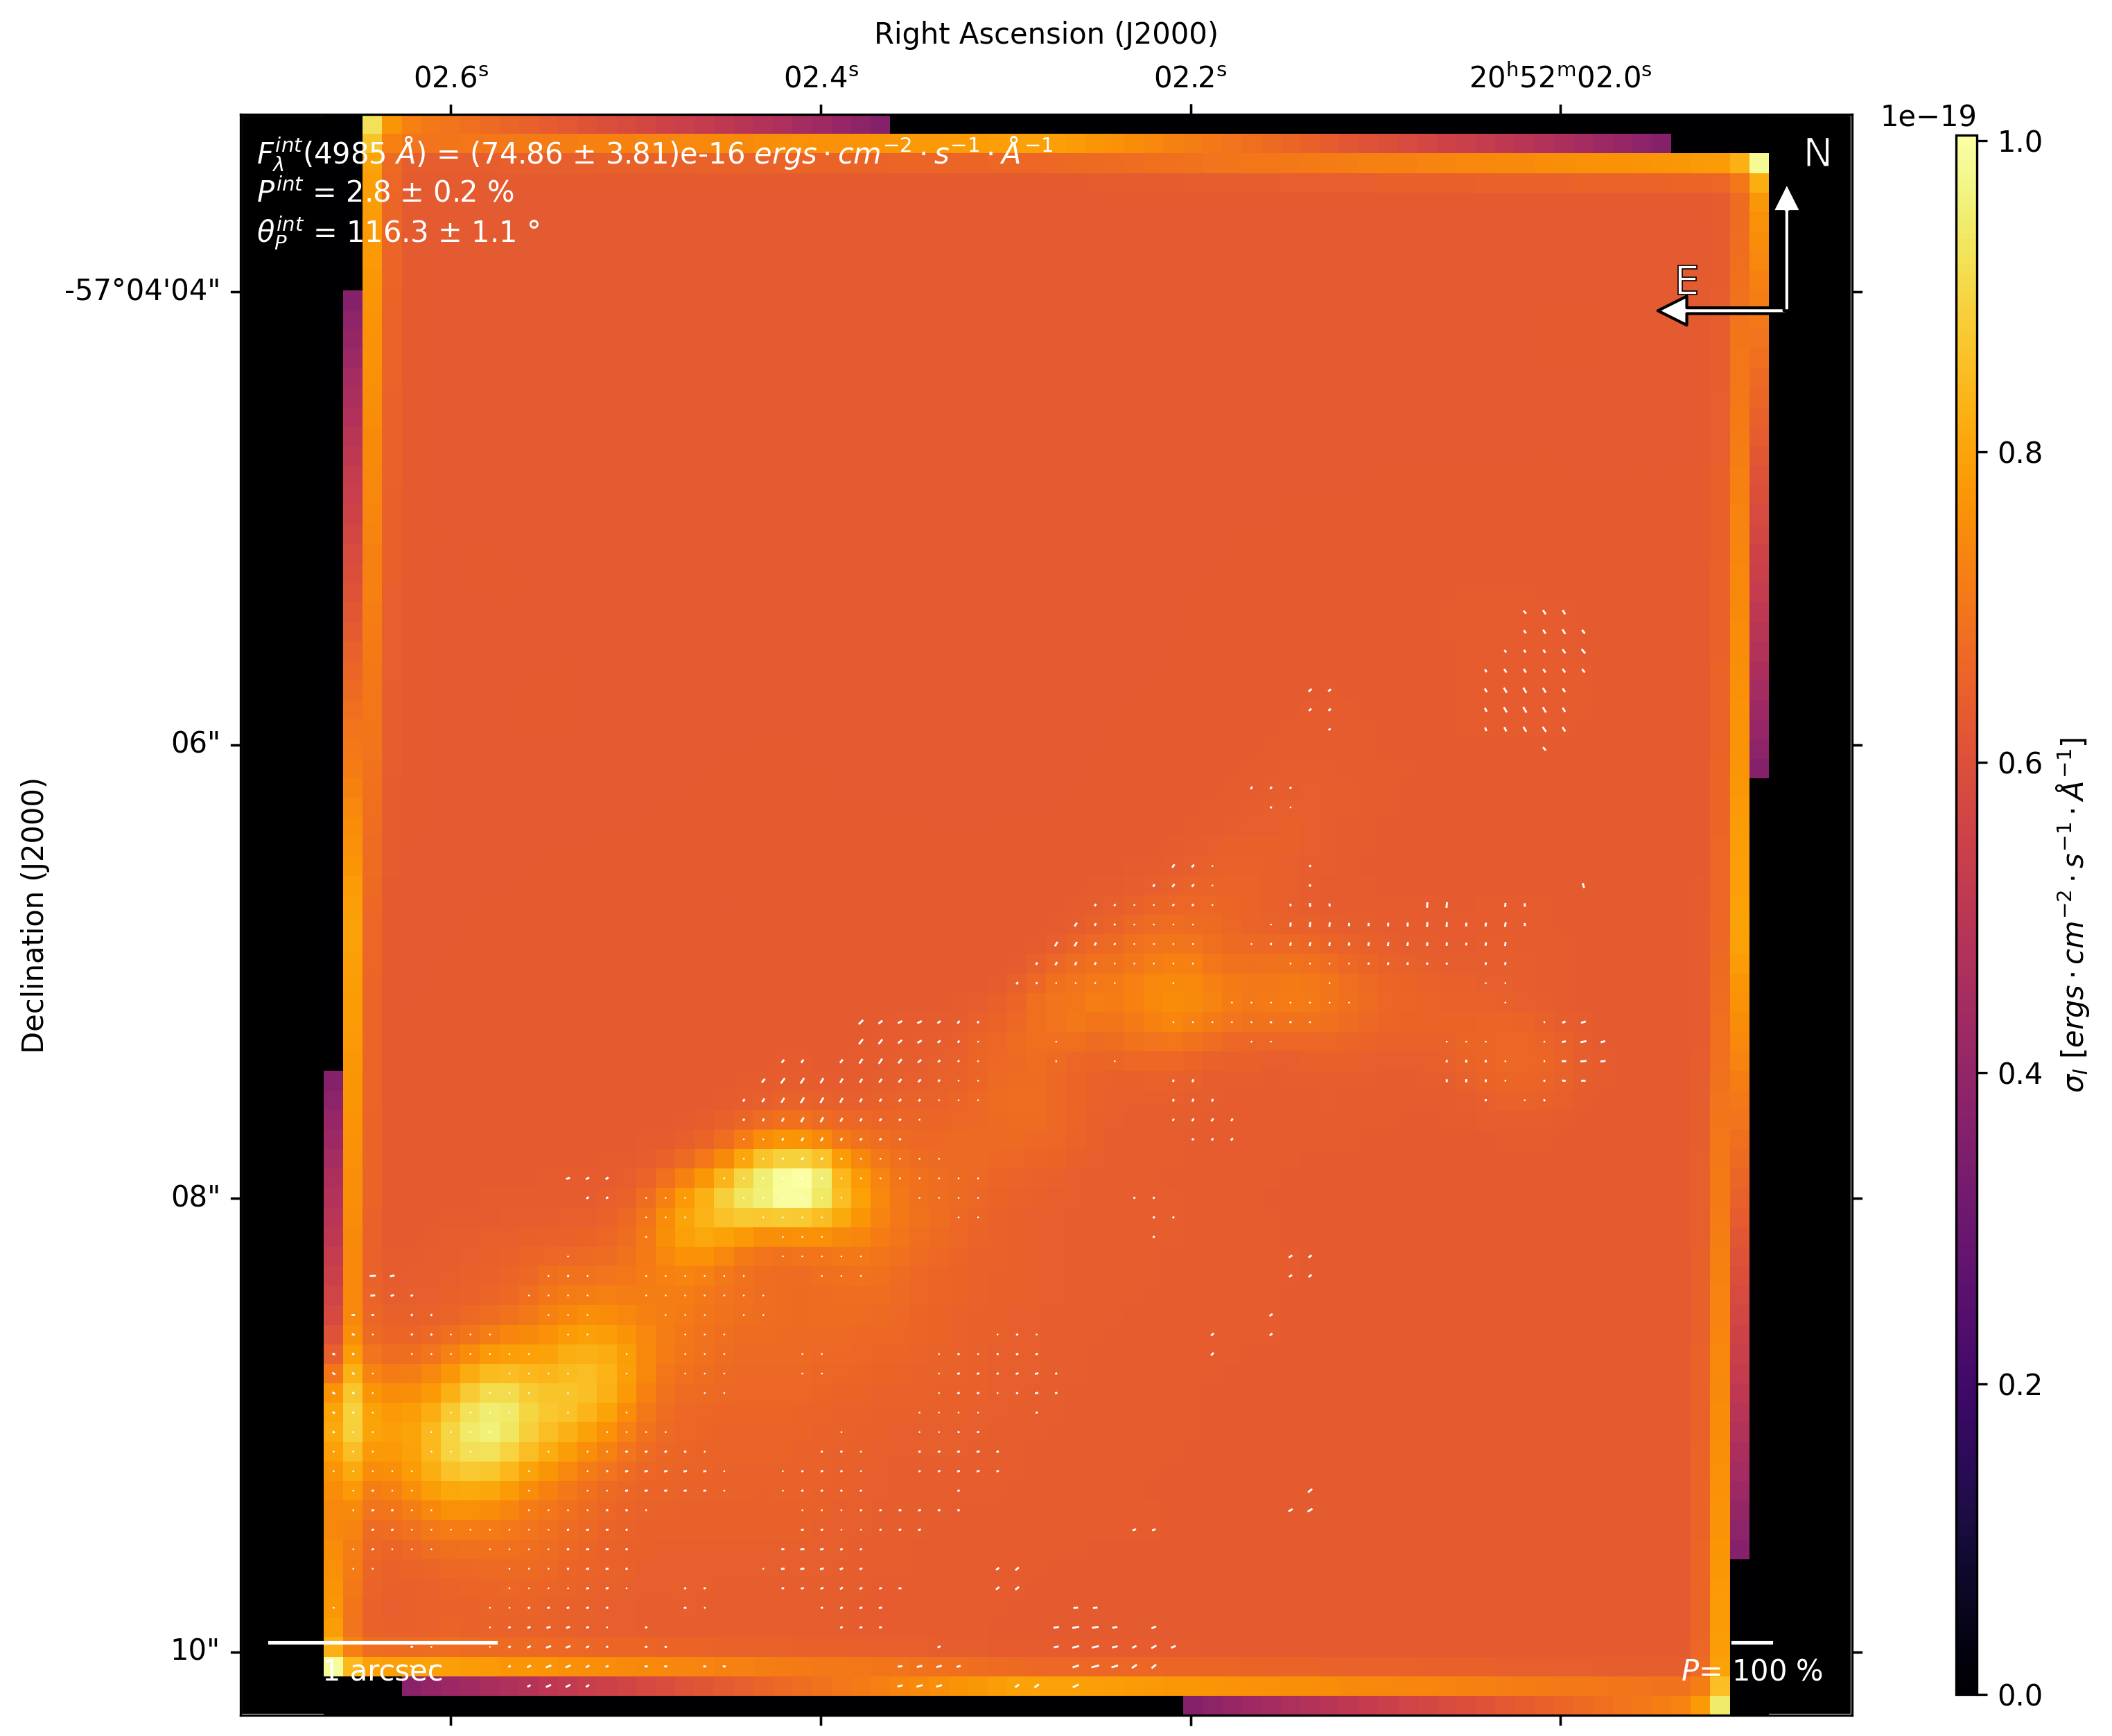 Right Ascension (J2000)
02.6ˢ 02.4ˢ 02.2ˢ 20ʰ52ᵐ02.0ˢ
1e−19
F_λ^int(4985 Å) = (74.86 ± 3.81)e-16 ergs · cm⁻² · s⁻¹ · Å⁻¹
P^int = 2.8 ± 0.2 %
θ_P^int = 116.3 ± 1.1 °
N
E
-57°04'04"
06"
08"
10"
Declination (J2000)
1 arcsec
P= 100 %
1.0
0.8
0.6
0.4
0.2
0.0
σ_I [ergs · cm⁻² · s⁻¹ · Å⁻¹]